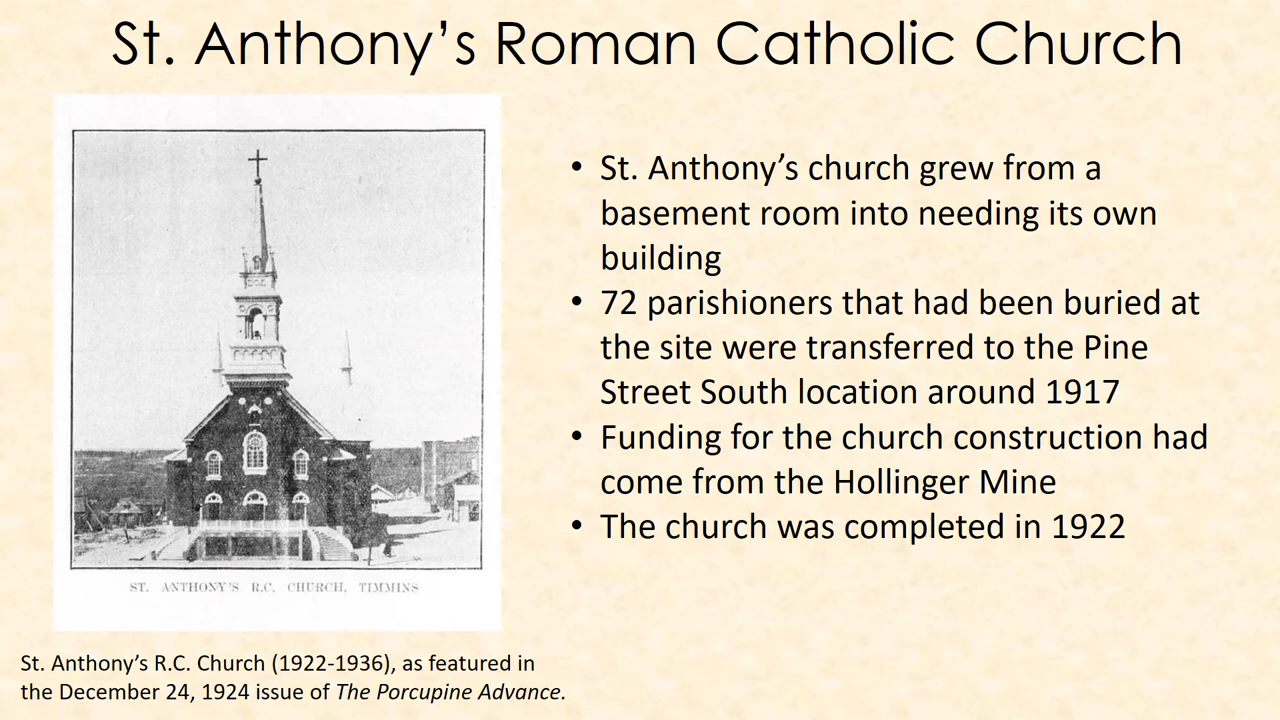 St. Anthony’s Roman Catholic Church
• St. Anthony’s church grew from a
basement room into needing its own
building
• 72 parishioners that had been buried at
the site were transferred to the Pine
Street South location around 1917
• Funding for the church construction had
come from the Hollinger Mine
• The church was completed in 1922
ST. ANTHONY'S R.C. CHURCH, TIMMINS
St. Anthony’s R.C. Church (1922-1936), as featured in
the December 24, 1924 issue of The Porcupine Advance.